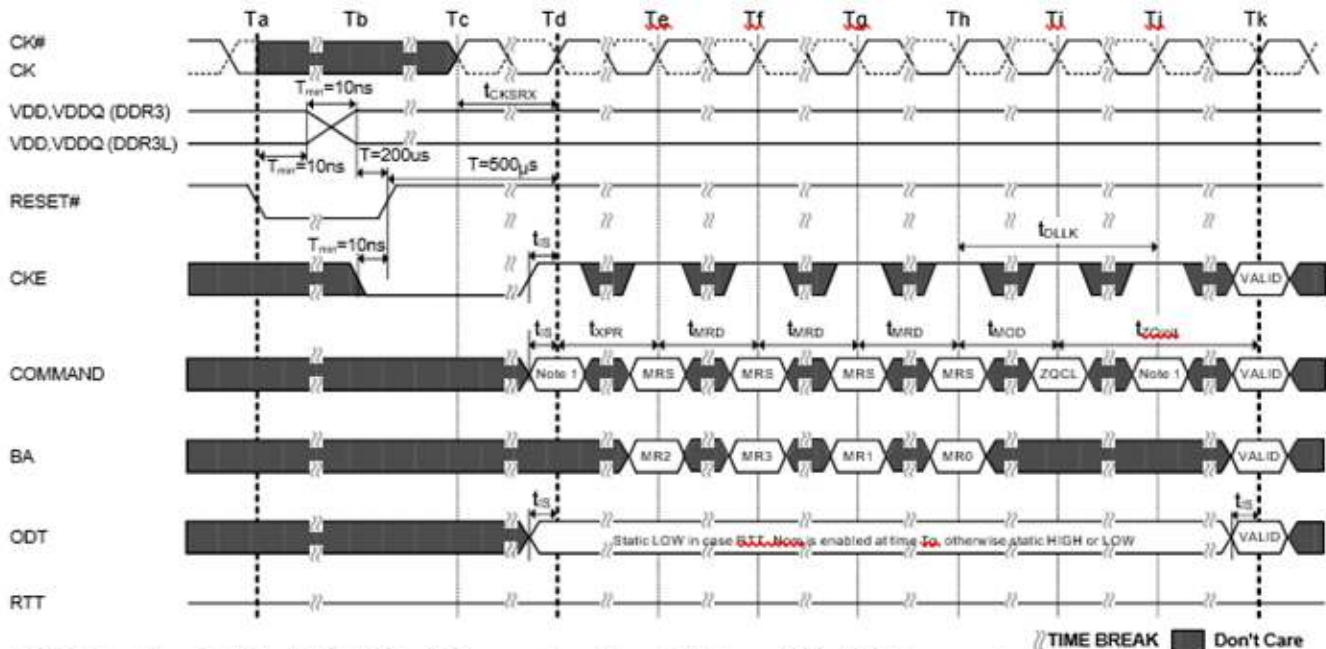 Ta Tb Tc Td Te Tf Tg Th Ti Tj Tk
CK#
CK
Tmin=10ns
tCKSRX
VDD,VDDQ (DDR3)
VDD,VDDQ (DDR3L)
Tmin=10ns
T=200us
T=500µs
RESET#
Tmin=10ns
tIS
tDLLK
CKE
VALID
tIS tXPR tMRD tMRD tMRD tMOD tZQinit
COMMAND
Note 1 MRS MRS MRS MRS ZQCL Note 1 VALID
BA
MR2 MR3 MR1 MR0 VALID
tIS tIS
ODT
Static LOW in case RTT_Nom is enabled at time Tg, otherwise static HIGH or LOW
VALID
RTT
TIME BREAK Don't Care